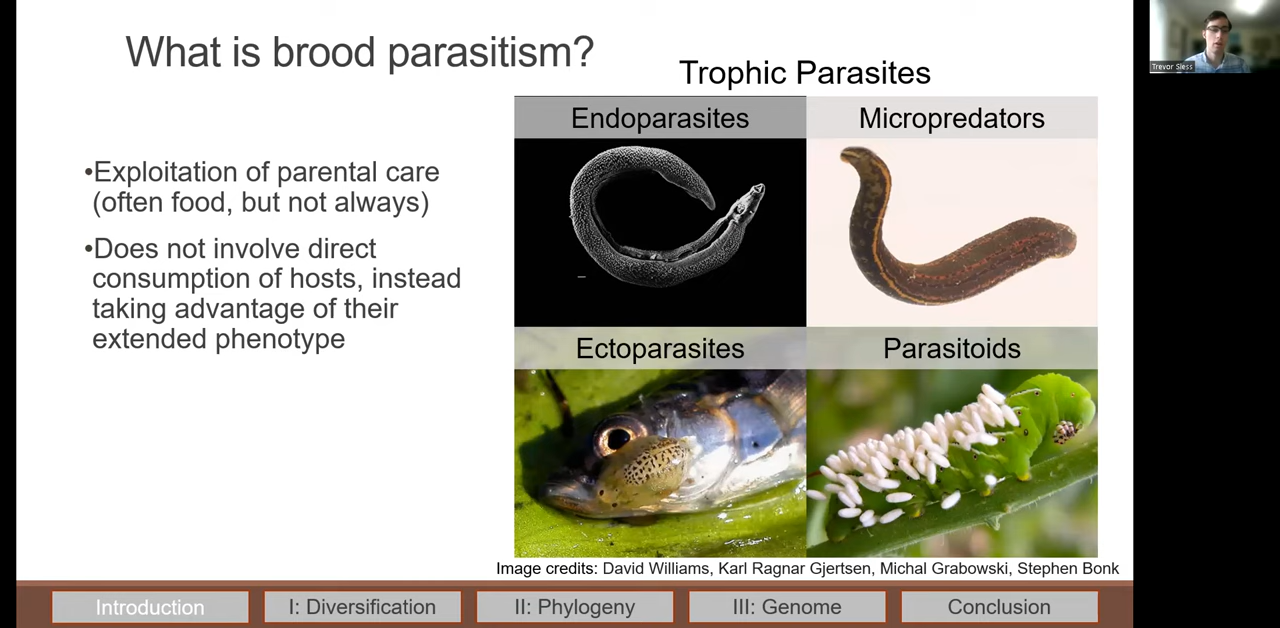 What is brood parasitism?
•Exploitation of parental care
(often food, but not always)
•Does not involve direct
consumption of hosts, instead
taking advantage of their
extended phenotype
Trophic Parasites
Endoparasites
Micropredators
Ectoparasites
Parasitoids
Image credits: David Williams, Karl Ragnar Gjertsen, Michal Grabowski, Stephen Bonk
Introduction
I: Diversification
II: Phylogeny
III: Genome
Conclusion
Trevor Sless